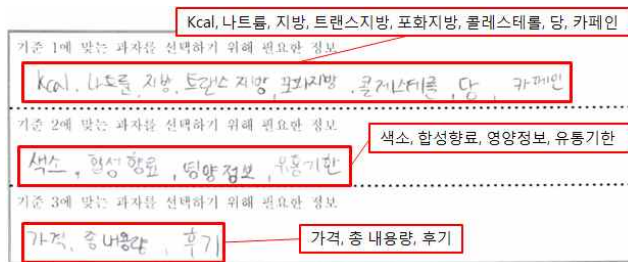 Kcal, 나트륨, 지방, 트랜스지방, 포화지방, 콜레스테롤, 당, 카페인
기준 1에 맞는 과자를 선택하기 위해 필요한 정보
Kcal, 나트륨, 지방, 트랜스 지방, 포화지방, 콜레스테롤, 당, 카페인
기준 2에 맞는 과자를 선택하기 위해 필요한 정보
색소, 합성향료, 영양정보, 유통기한
색소, 합성향료, 영양정보, 유통기한
기준 3에 맞는 과자를 선택하기 위해 필요한 정보
가격, 총 내용량, 후기
가격, 총 내용량, 후기